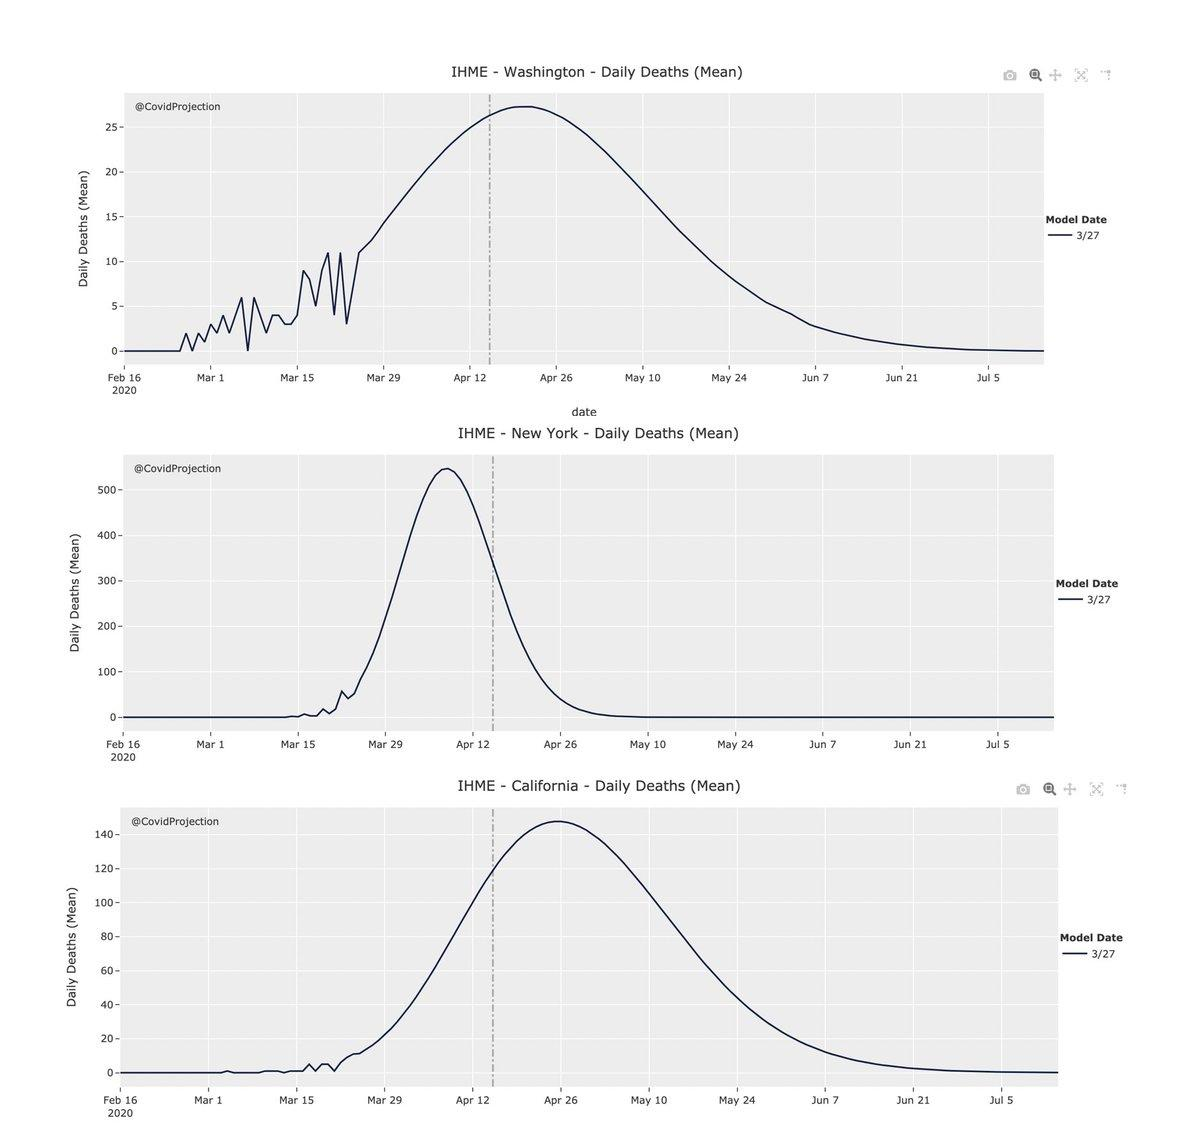 IHME - Washington - Daily Deaths (Mean)
@CovidProjection
Daily Deaths (Mean)
25
20
15
10
5
0
Feb 16
2020
Mar 1
Mar 15
Mar 29
Apr 12
Apr 26
May 10
May 24
Jun 7
Jun 21
Jul 5
date
Model Date
3/27
IHME - New York - Daily Deaths (Mean)
@CovidProjection
Daily Deaths (Mean)
500
400
300
200
100
0
Feb 16
2020
Mar 1
Mar 15
Mar 29
Apr 12
Apr 26
May 10
May 24
Jun 7
Jun 21
Jul 5
Model Date
3/27
IHME - California - Daily Deaths (Mean)
@CovidProjection
Daily Deaths (Mean)
140
120
100
80
60
40
20
0
Feb 16
2020
Mar 1
Mar 15
Mar 29
Apr 12
Apr 26
May 10
May 24
Jun 7
Jun 21
Jul 5
Model Date
3/27